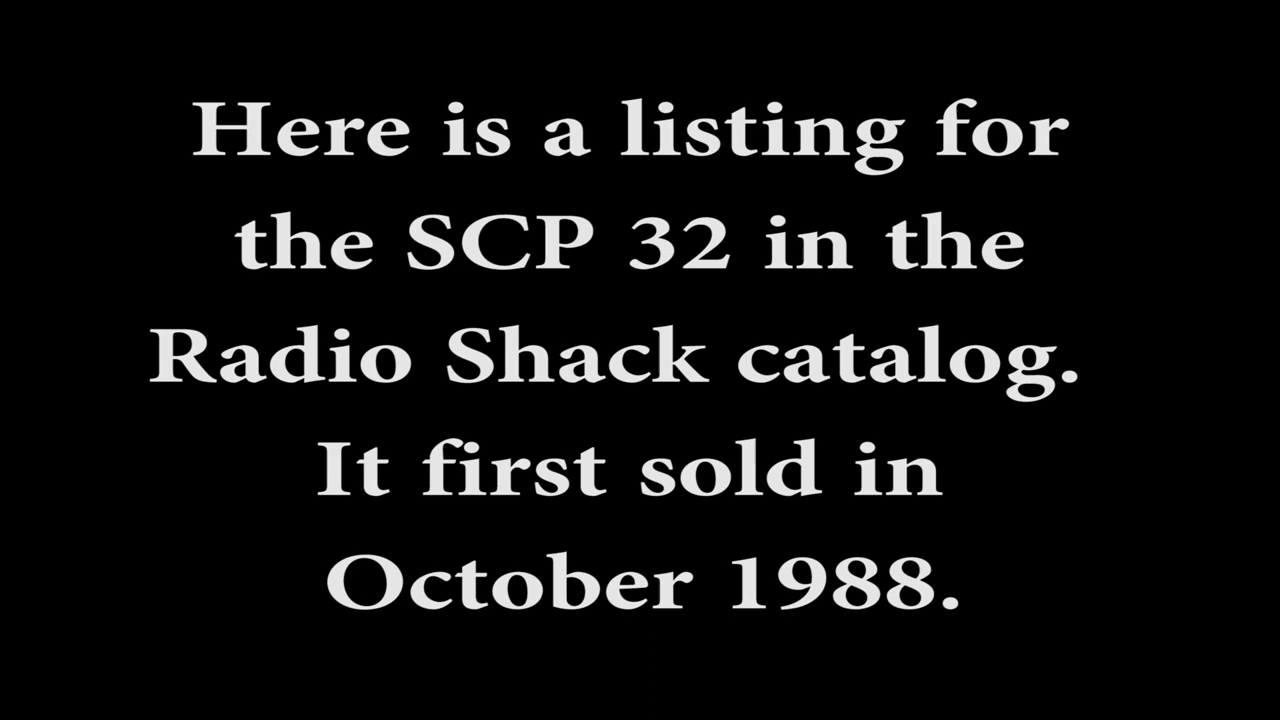 Here is a listing for
the SCP 32 in the
Radio Shack catalog.
It first sold in
October 1988.